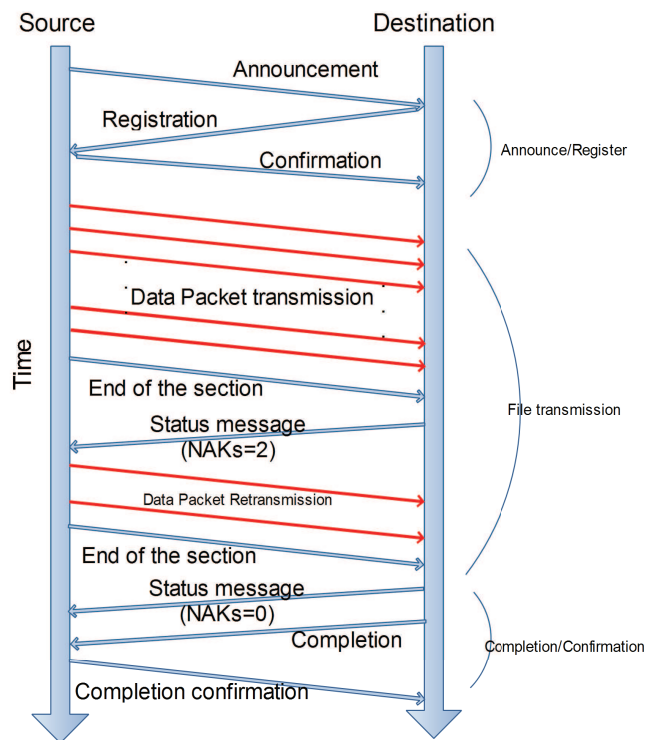 Source
Destination
Announcement
Registration
Announce/Register
Confirmation
Data Packet transmission
Time
End of the section
File transmission
Status message
(NAKs=2)
Data Packet Retransmission
End of the section
Status message
(NAKs=0)
Completion
Completion/Confirmation
Completion confirmation